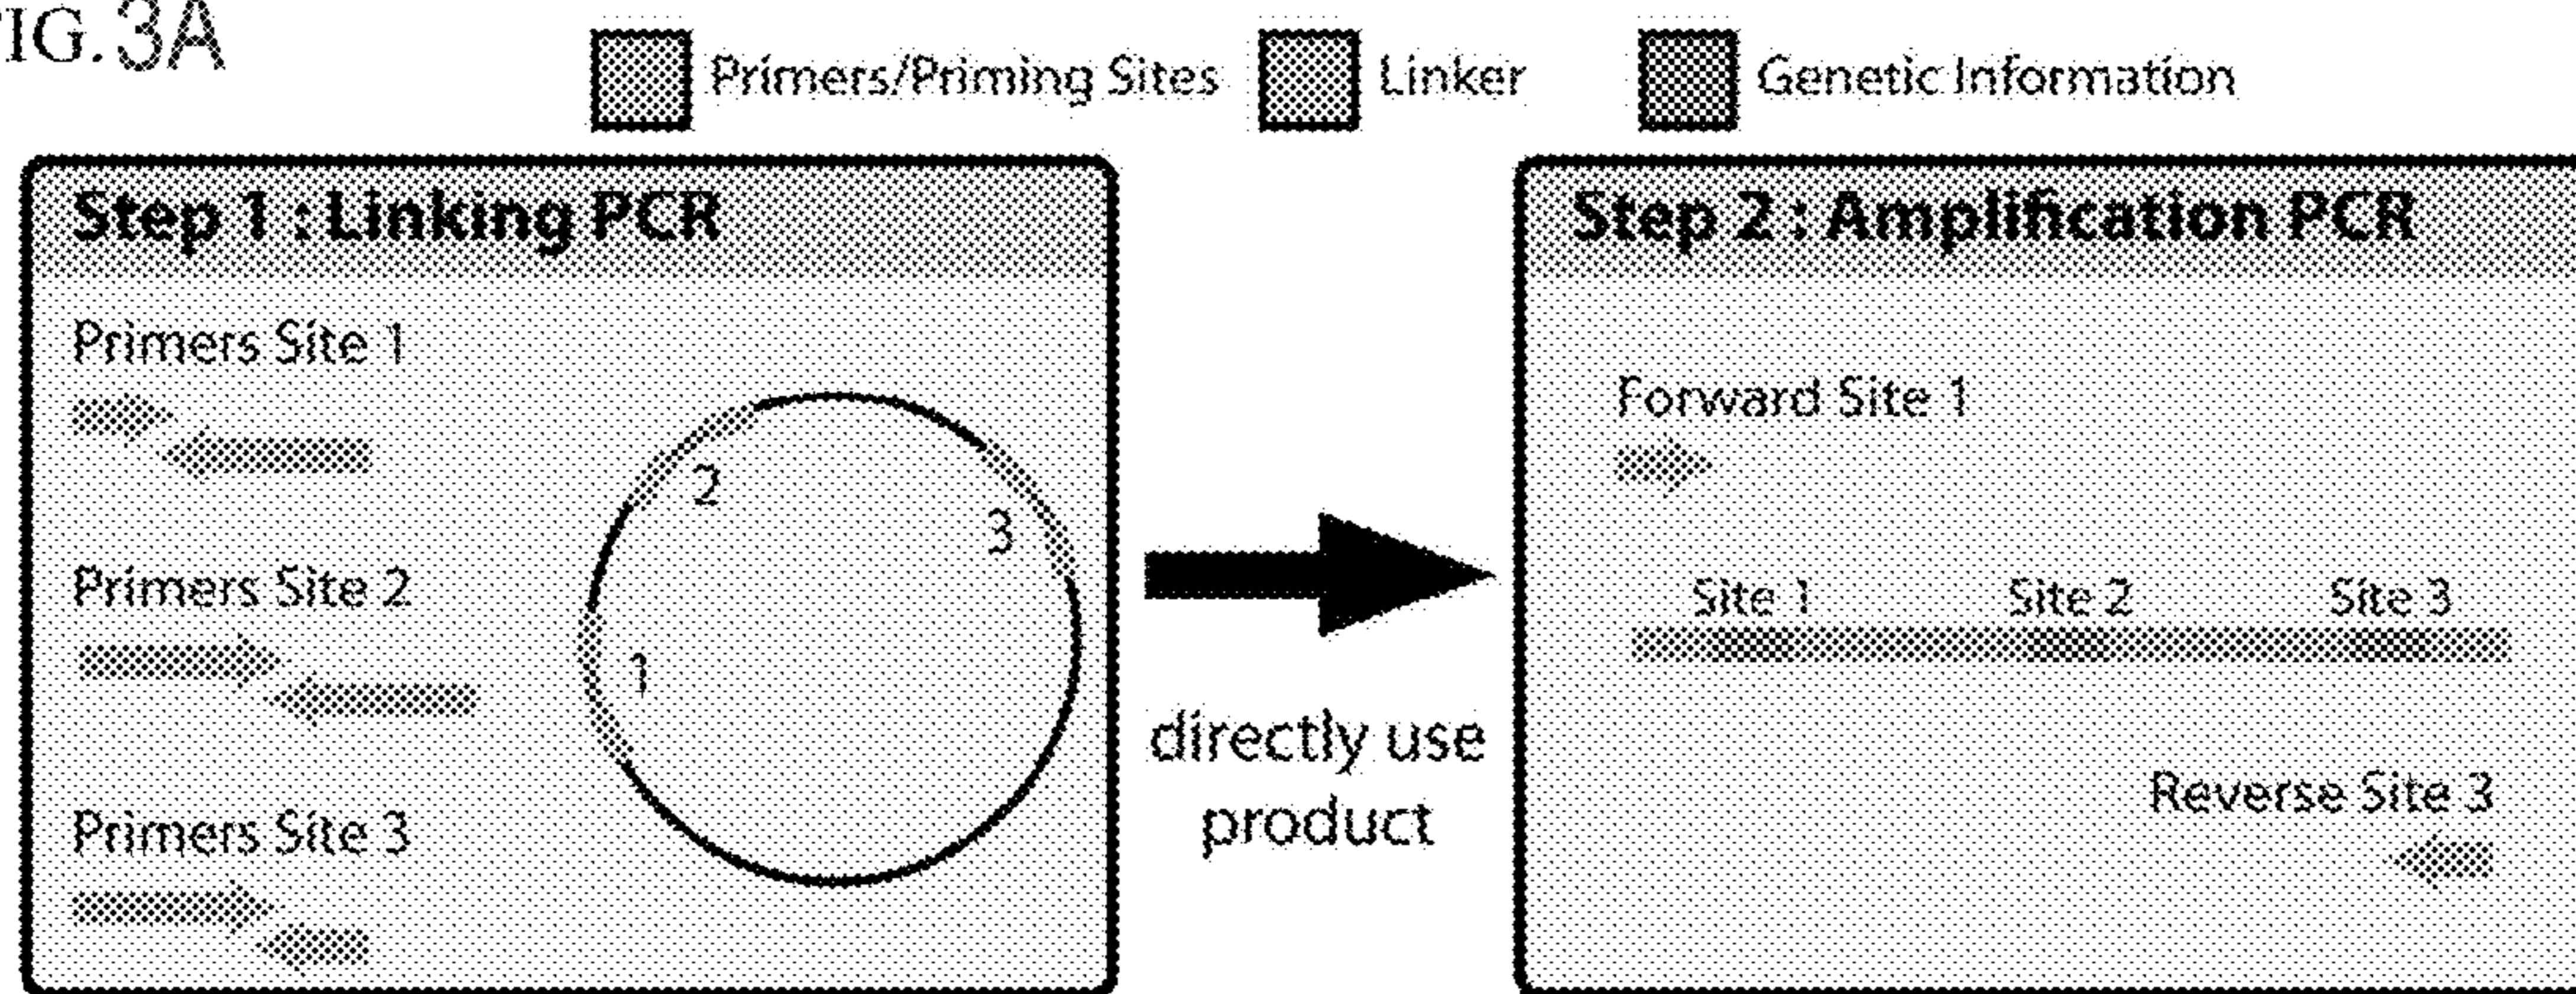 FIG. 3A
Primers/Priming Sites
Linker
Genetic Information
Step 1 : Linking PCR
Primers Site 1
Primers Site 2
Primers Site 3
2
3
1
directly use
product
Step 2 : Amplification PCR
Forward Site 1
Site 1
Site 2
Site 3
Reverse Site 3